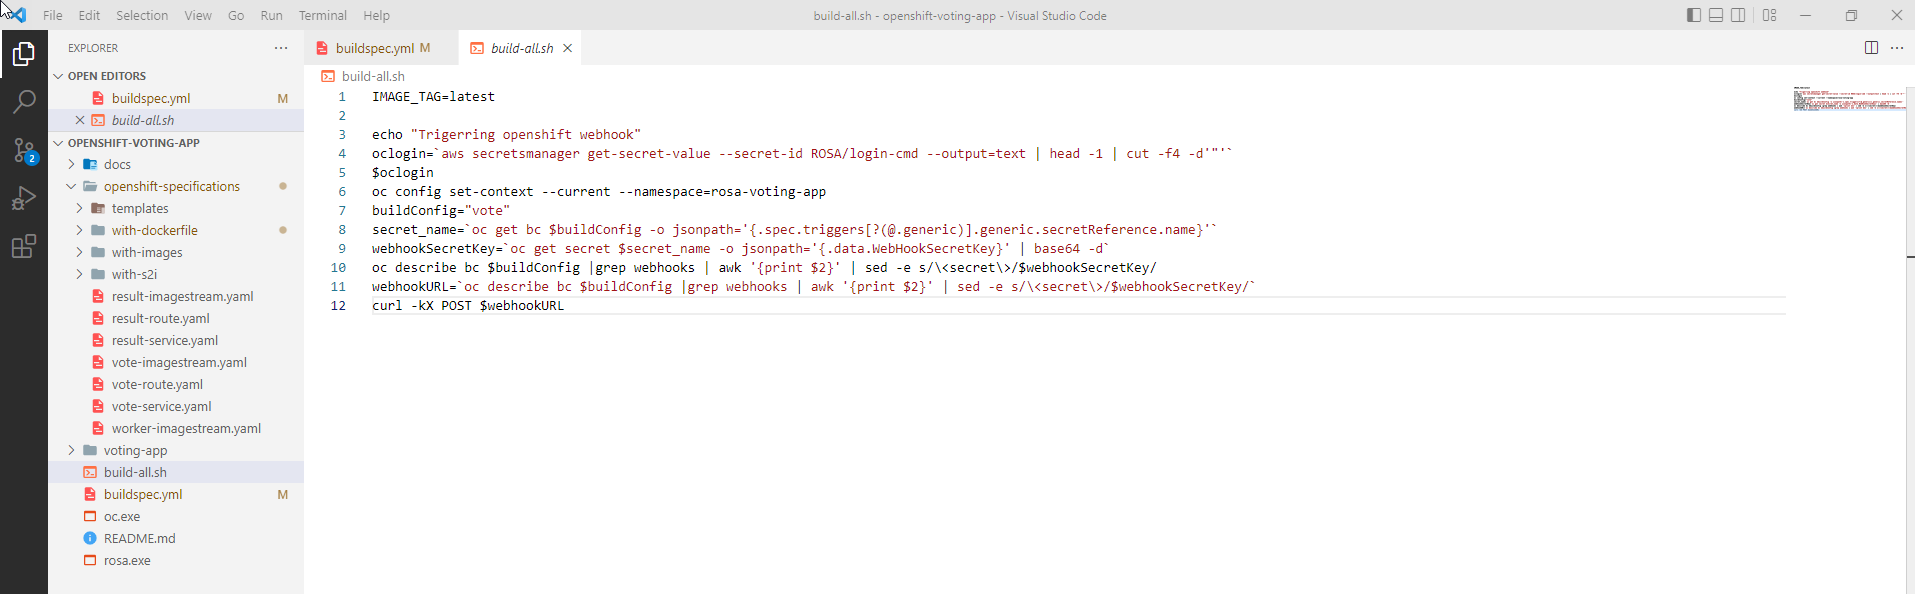 File Edit Selection View Go Run Terminal Help
build-all.sh - openshift-voting-app - Visual Studio Code
EXPLORER
OPEN EDITORS
buildspec.yml M
build-all.sh
OPENSHIFT-VOTING-APP
docs
openshift-specifications
templates
with-dockerfile
with-images
with-s2i
result-imagestream.yaml
result-route.yaml
result-service.yaml
vote-imagestream.yaml
vote-route.yaml
vote-service.yaml
worker-imagestream.yaml
voting-app
build-all.sh
buildspec.yml M
oc.exe
README.md
rosa.exe
2
buildspec.yml M build-all.sh
build-all.sh
1 IMAGE_TAG=latest
2
3 echo "Trigerring openshift webhook"
4 oclogin=`aws secretsmanager get-secret-value --secret-id ROSA/login-cmd --output=text | head -1 | cut -f4 -d'"'`
5 $oclogin
6 oc config set-context --current --namespace=rosa-voting-app
7 buildConfig="vote"
8 secret_name=`oc get bc $buildConfig -o jsonpath='{.spec.triggers[?(@.generic)].generic.secretReference.name}'`
9 webhookSecretKey=`oc get secret $secret_name -o jsonpath='{.data.WebHookSecretKey}' | base64 -d`
10 oc describe bc $buildConfig |grep webhooks | awk '{print $2}' | sed -e s/\<secret\>/$webhookSecretKey/
11 webhookURL=`oc describe bc $buildConfig |grep webhooks | awk '{print $2}' | sed -e s/\<secret\>/$webhookSecretKey/`
12 curl -kX POST $webhookURL